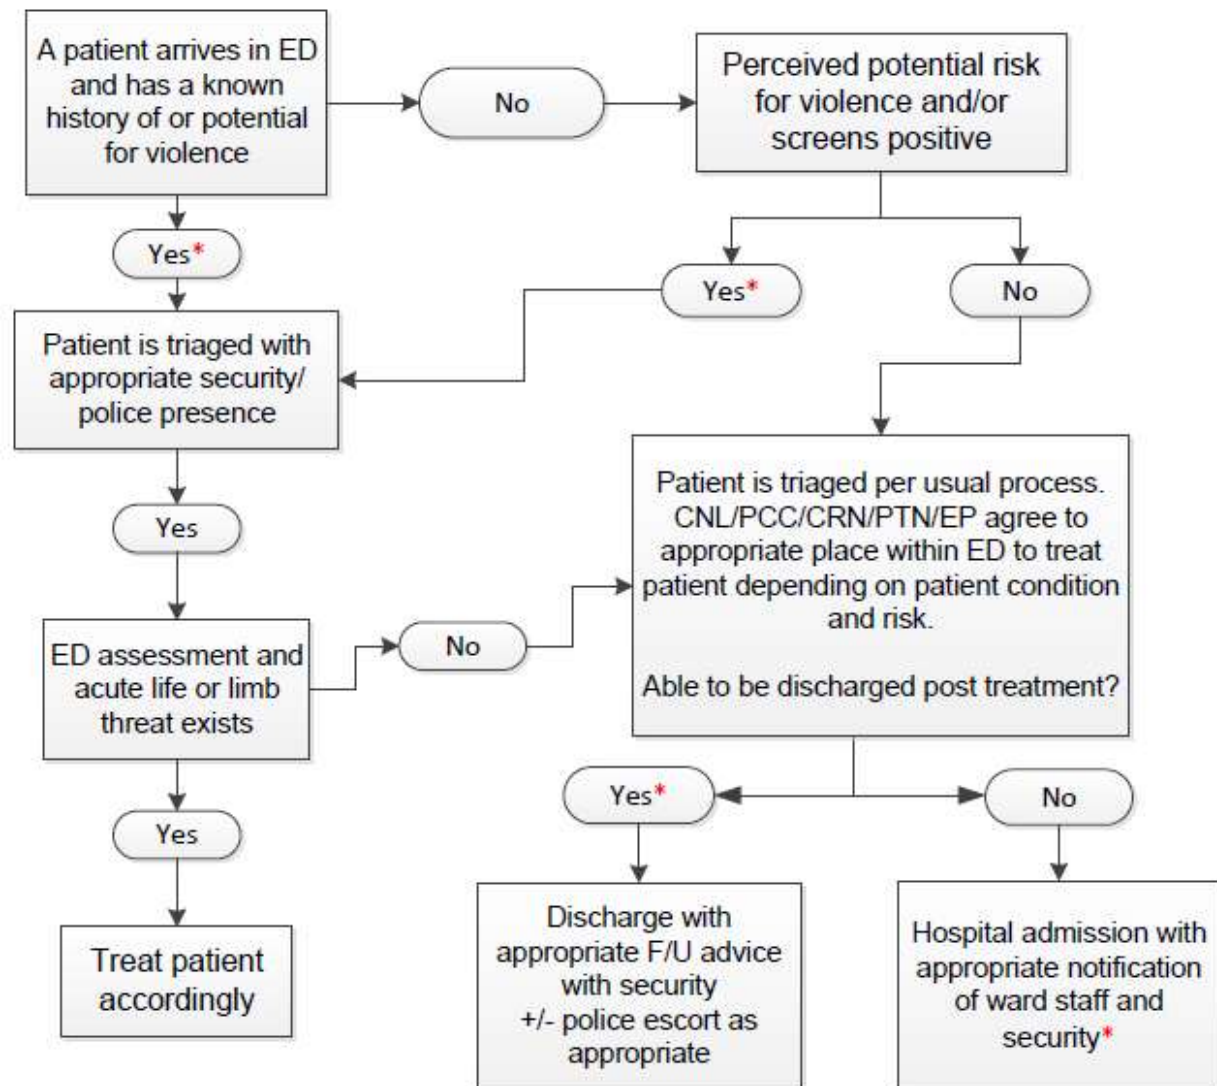 A patient arrives in ED
and has a known
history of or potential
for violence
No
Perceived potential risk
for violence and/or
screens positive
Yes*
Yes*
No
Patient is triaged with
appropriate security/
police presence
Yes
Patient is triaged per usual process.
CNL/PCC/CRN/PTN/EP agree to
appropriate place within ED to treat
patient depending on patient condition
and risk.
Able to be discharged post treatment?
ED assessment and
acute life or limb
threat exists
No
Yes
Yes*
No
Treat patient
accordingly
Discharge with
appropriate F/U advice
with security
+/- police escort as
appropriate
Hospital admission with
appropriate notification
of ward staff and
security*